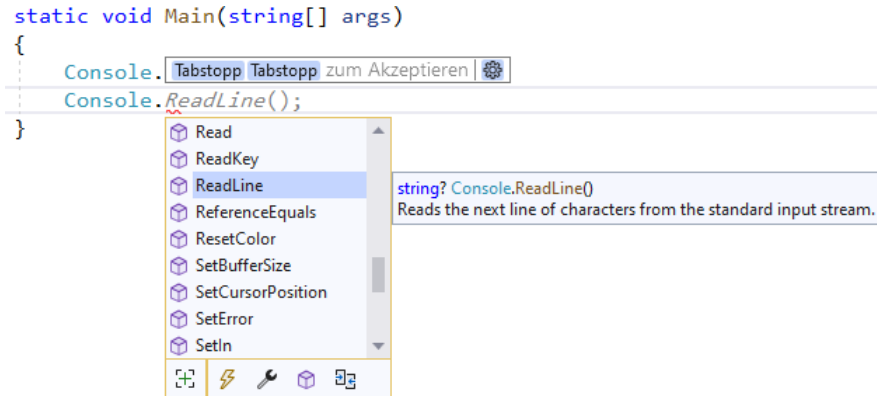 static void Main(string[] args)
{
Console. Tabstopp Tabstopp zum Akzeptieren
Console.ReadLine();
}
Read
ReadKey
ReadLine
ReferenceEquals
ResetColor
SetBufferSize
SetCursorPosition
SetError
SetIn
string? Console.ReadLine()
Reads the next line of characters from the standard input stream.